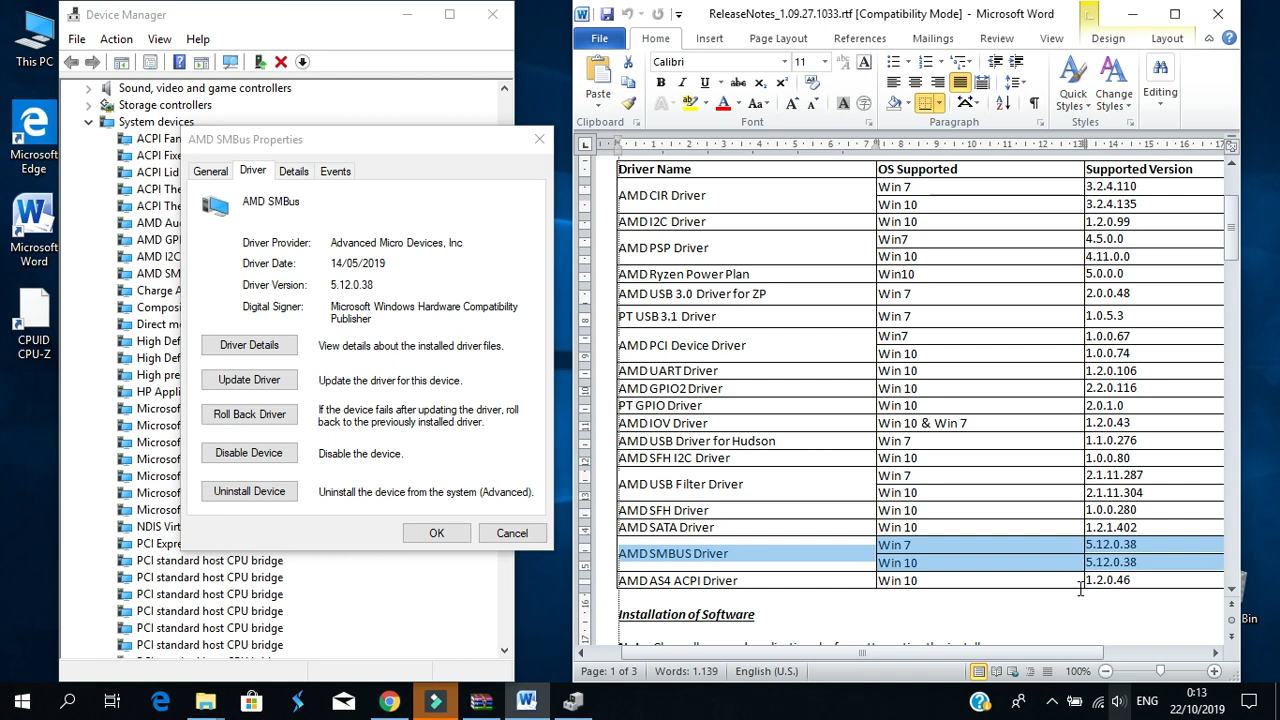 This PC
Microsoft
Edge
Microsoft
Word
CPUID
CPU-Z
Device Manager
File Action View Help
Sound, video and game controllers
Storage controllers
System devices
ACPI Fan
ACPI Fixe
ACPI Lid
ACPI The
ACPI The
AMD Au
AMD GPI
AMD I2C
AMD SM
Charge A
Composi
Direct m
High Def
High Def
High pre
HP Appli
Microsof
Microsof
Microsof
Microsof
Microsof
Microsof
Microsof
NDIS Virt
PCI Expre
PCI standard host CPU bridge
PCI standard host CPU bridge
PCI standard host CPU bridge
PCI standard host CPU bridge
PCI standard host CPU bridge
PCI standard host CPU bridge
AMD SMBus Properties
General Driver Details Events
AMD SMBus
Driver Provider: Advanced Micro Devices, Inc
Driver Date: 14/05/2019
Driver Version: 5.12.0.38
Digital Signer: Microsoft Windows Hardware Compatibility
Publisher
Driver Details View details about the installed driver files.
Update Driver Update the driver for this device.
Roll Back Driver If the device fails after updating the driver, roll
back to the previously installed driver.
Disable Device Disable the device.
Uninstall Device Uninstall the device from the system (Advanced).
OK Cancel
ReleaseNotes_1.09.27.1033.rtf [Compatibility Mode] - Microsoft Word
File Home Insert Page Layout References Mailings Review View Design Layout
Calibri 11
Paste
Quick
Styles
Change
Styles
Editing
Clipboard Font Paragraph Styles
1 2 3 4 5 6 7 8 9 10 11 12 13 14 15 16 17
Driver Name OS Supported Supported Version
AMD CIR Driver Win 7 3.2.4.110
Win 10 3.2.4.135
AMD I2C Driver Win 10 1.2.0.99
AMD PSP Driver Win7 4.5.0.0
Win 10 4.11.0.0
AMD Ryzen Power Plan Win10 5.0.0.0
AMD USB 3.0 Driver for ZP Win 7 2.0.0.48
PT USB 3.1 Driver Win 7 1.0.5.3
AMD PCI Device Driver Win7 1.0.0.67
Win 10 1.0.0.74
AMD UART Driver Win 10 1.2.0.106
AMD GPIO2 Driver Win 10 2.2.0.116
PT GPIO Driver Win 10 2.0.1.0
AMD IOV Driver Win 10 & Win 7 1.2.0.43
AMD USB Driver for Hudson Win 7 1.1.0.276
AMD SFH I2C Driver Win 10 1.0.0.80
AMD USB Filter Driver Win 7 2.1.11.287
Win 10 2.1.11.304
AMD SFH Driver Win 10 1.0.0.280
AMD SATA Driver Win 10 1.2.1.402
AMD SMBUS Driver Win 7 5.12.0.38
Win 10 5.12.0.38
AMD AS4 ACPI Driver Win 10 1.2.0.46
Installation of Software
Page: 1 of 3 Words: 1.139 English (U.S.) 100%
Bin
ENG
0:13
22/10/2019